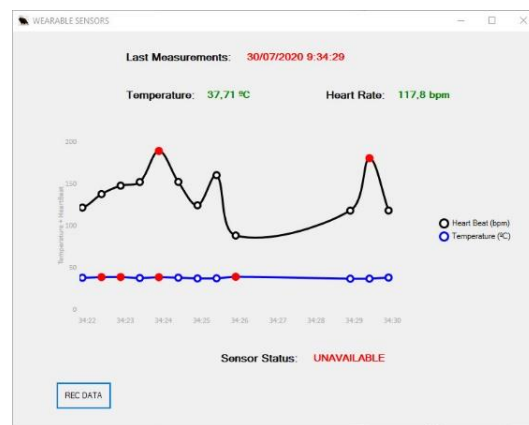 WEARABLE SENSORS
Last Measurements: 30/07/2020 9:34:29
Temperature: 37,71 ºC Heart Rate: 117,8 bpm
Temperature + HeartBeat
200
150
100
50
0
34:22 34:23 34:24 34:25 34:26 34:27 34:28 34:29 34:30
Heart Beat (bpm)
Temperature (ºC)
Sensor Status: UNAVAILABLE
REC DATA